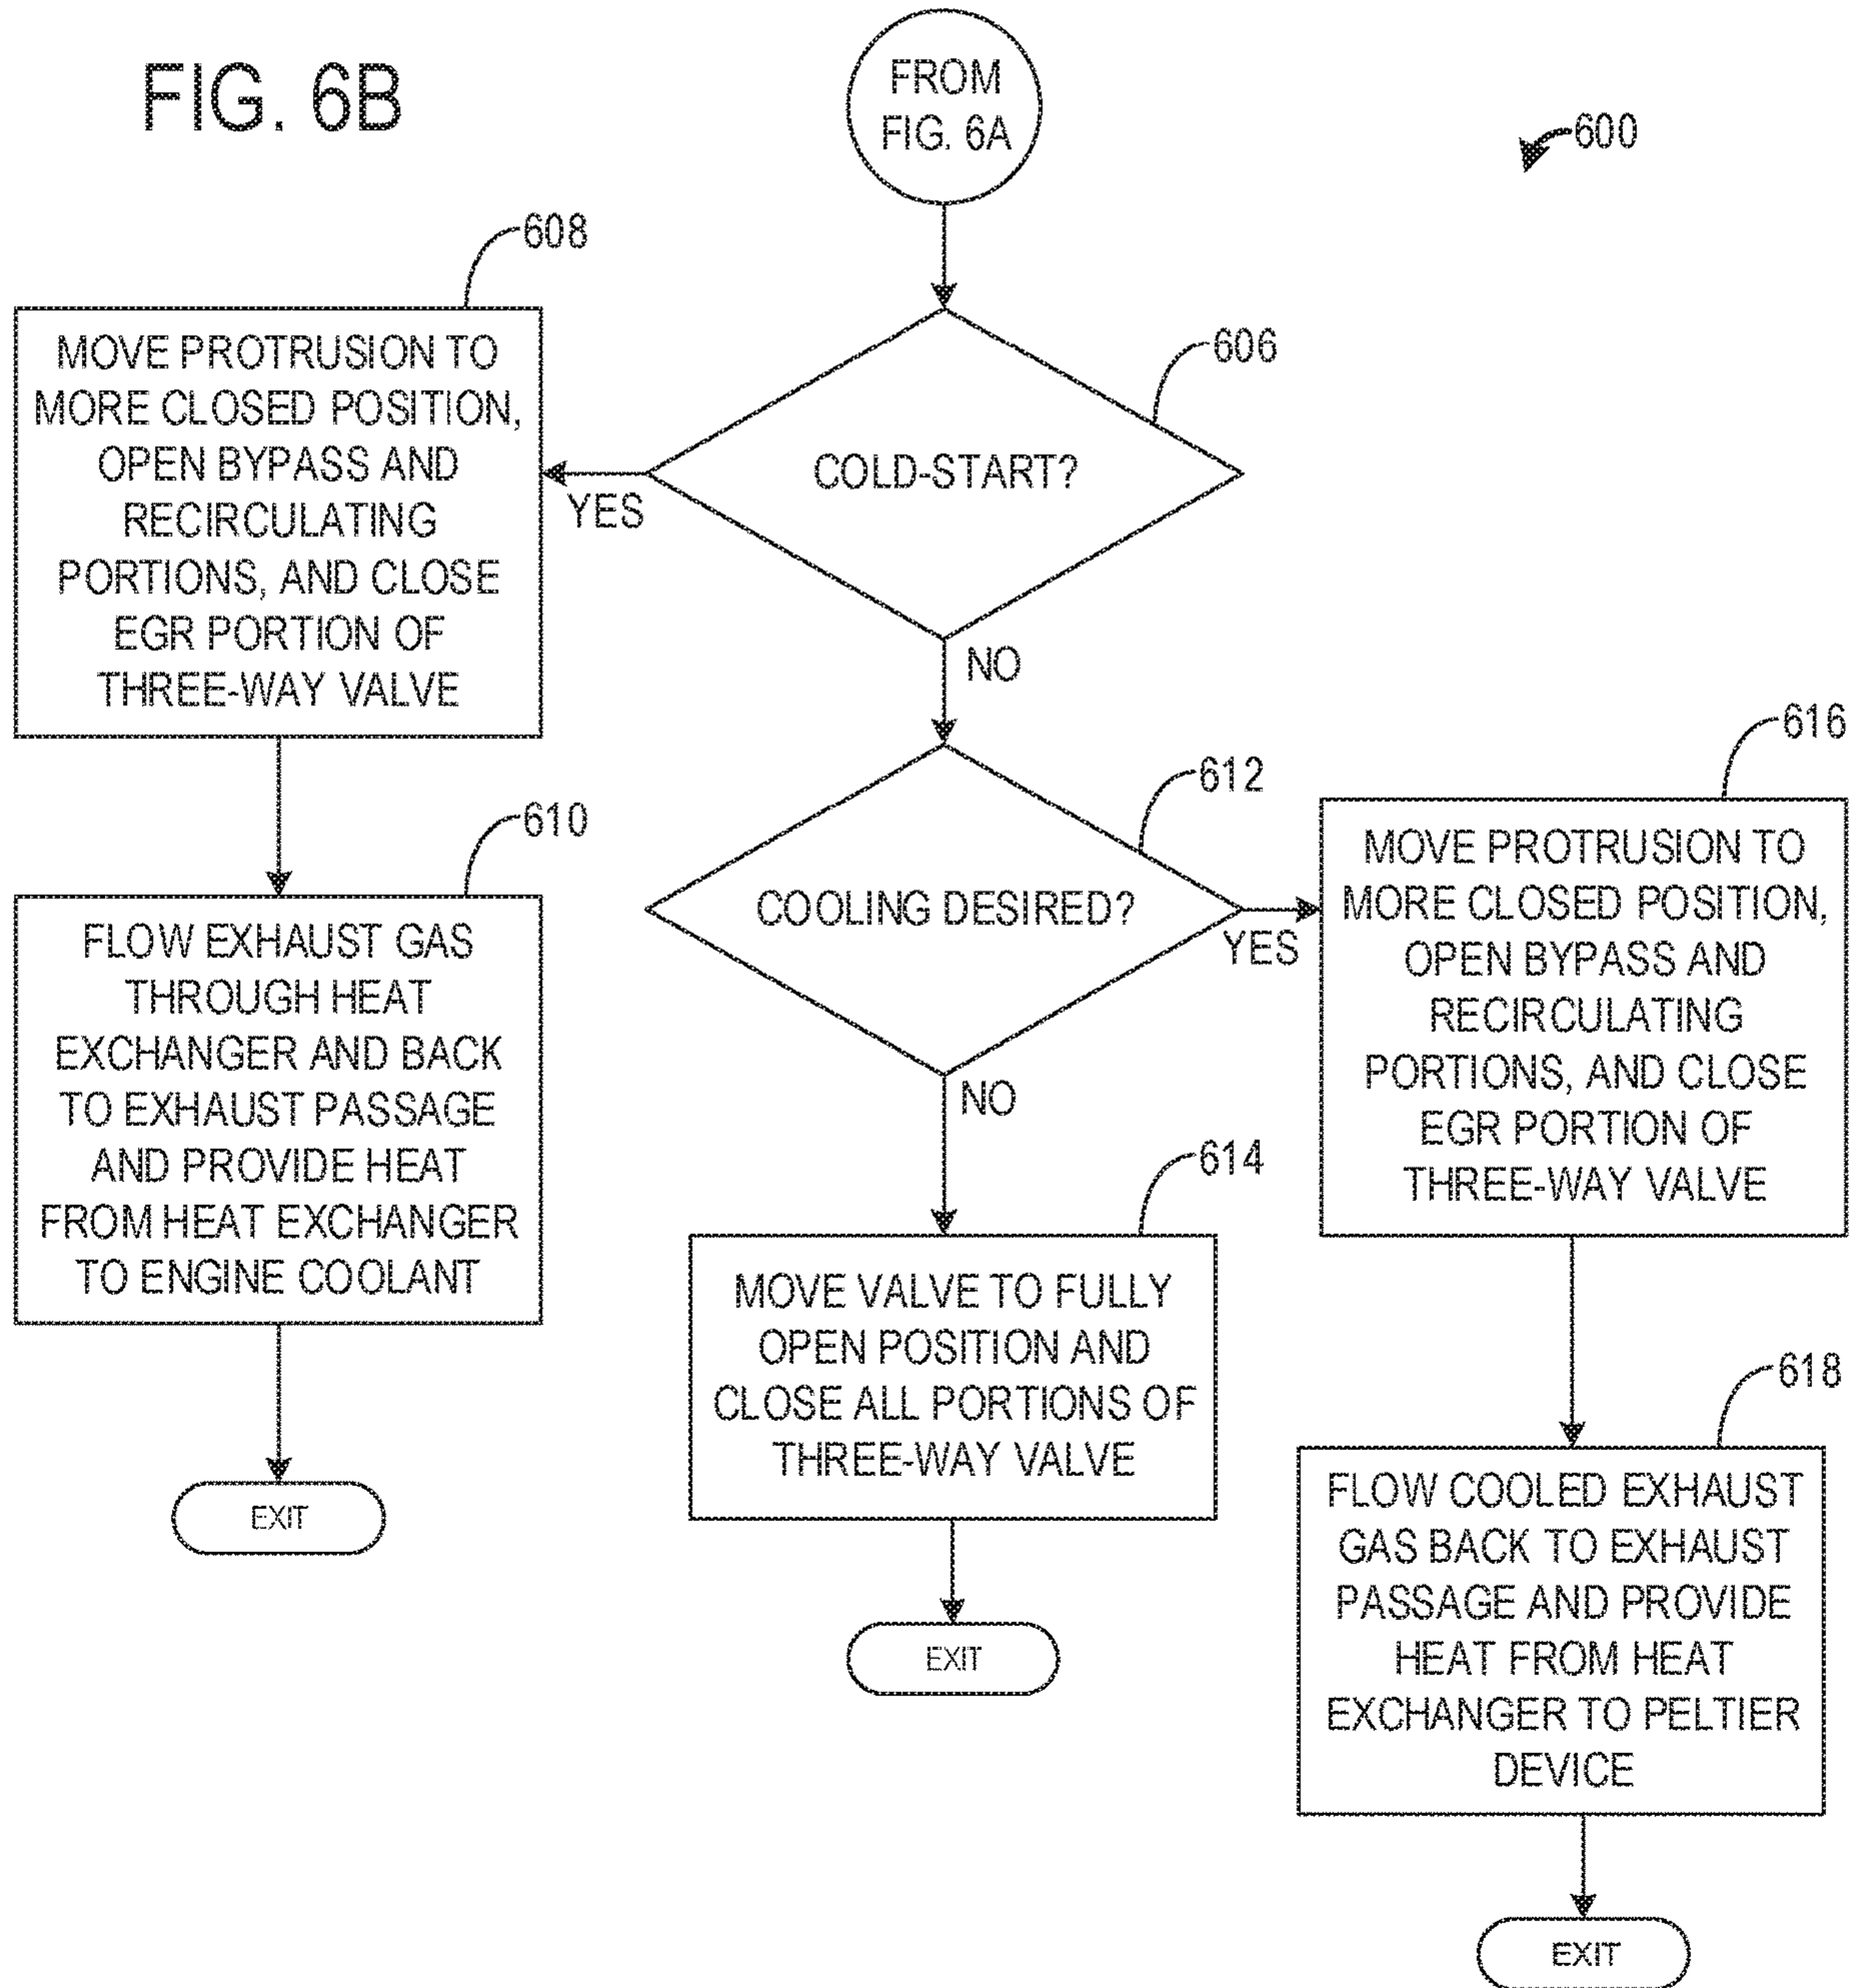 FIG. 6B
FROM
FIG. 6A
600
606
COLD-START?
YES
NO
608
MOVE PROTRUSION TO
MORE CLOSED POSITION,
OPEN BYPASS AND
RECIRCULATING
PORTIONS, AND CLOSE
EGR PORTION OF
THREE-WAY VALVE
610
FLOW EXHAUST GAS
THROUGH HEAT
EXCHANGER AND BACK
TO EXHAUST PASSAGE
AND PROVIDE HEAT
FROM HEAT EXCHANGER
TO ENGINE COOLANT
EXIT
612
COOLING DESIRED?
YES
NO
614
MOVE VALVE TO FULLY
OPEN POSITION AND
CLOSE ALL PORTIONS OF
THREE-WAY VALVE
EXIT
616
MOVE PROTRUSION TO
MORE CLOSED POSITION,
OPEN BYPASS AND
RECIRCULATING
PORTIONS, AND CLOSE
EGR PORTION OF
THREE-WAY VALVE
618
FLOW COOLED EXHAUST
GAS BACK TO EXHAUST
PASSAGE AND PROVIDE
HEAT FROM HEAT
EXCHANGER TO PELTIER
DEVICE
EXIT